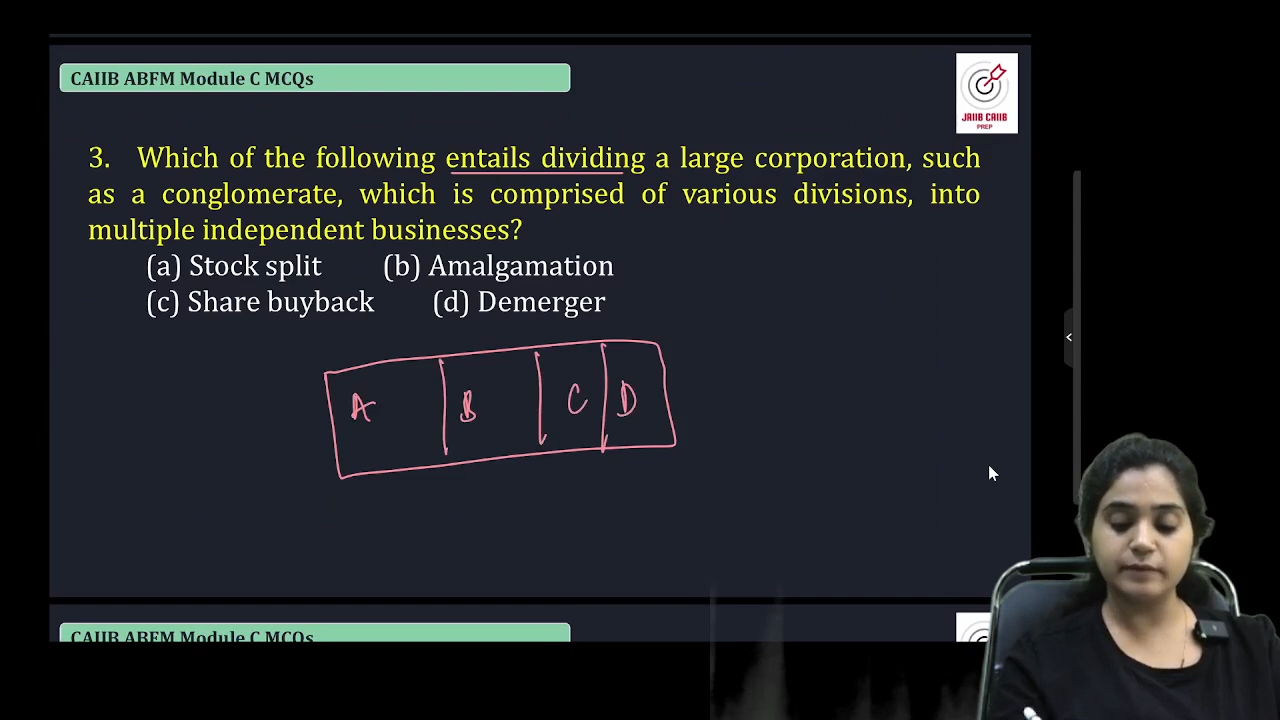 CAIIB ABFM Module C MCQs
JAIIB CAIIB
PREP
3. Which of the following entails dividing a large corporation, such
as a conglomerate, which is comprised of various divisions, into
multiple independent businesses?
(a) Stock split (b) Amalgamation
(c) Share buyback (d) Demerger
A B C D
<
CAIIB ABFM Module C MCQs